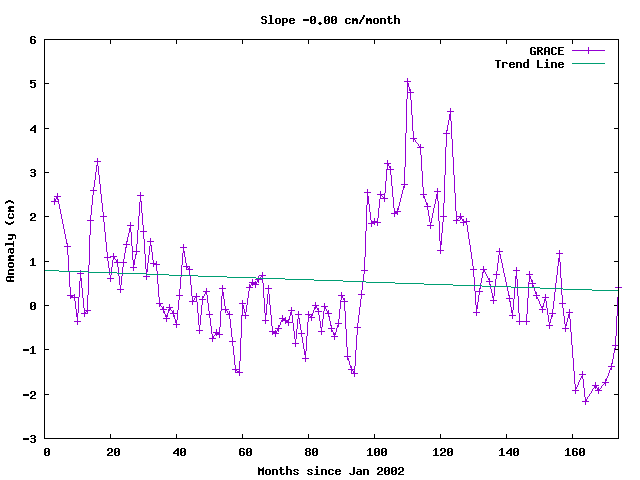 Slope -0.00 cm/month
GRACE
Trend Line
6
5
4
3
2
1
0
-1
-2
-3
Anomaly (cm)
0 20 40 60 80 100 120 140 160
Months since Jan 2002